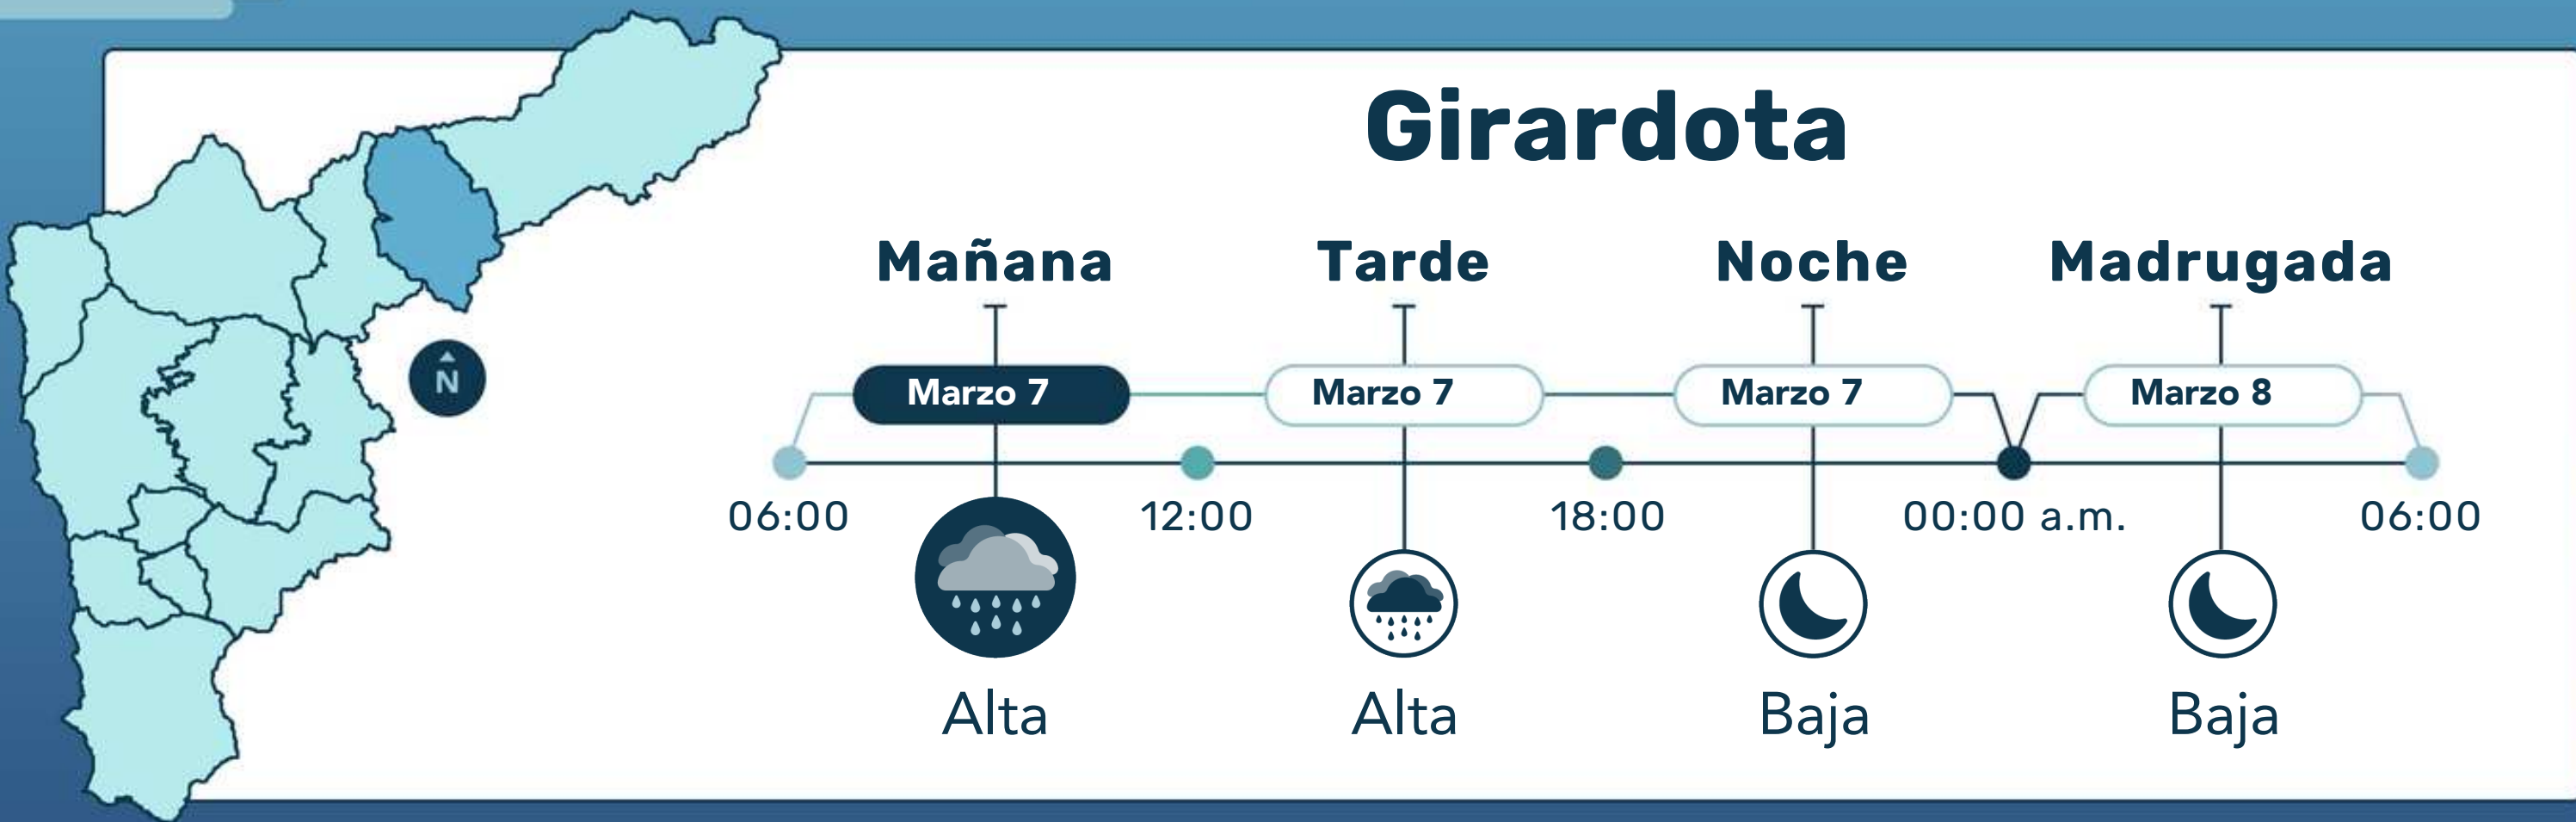 Girardota
Mañana Tarde Noche Madrugada
Marzo 7 Marzo 7 Marzo 7 Marzo 8
N
06:00 12:00 18:00 00:00 a.m. 06:00
Alta Alta Baja Baja